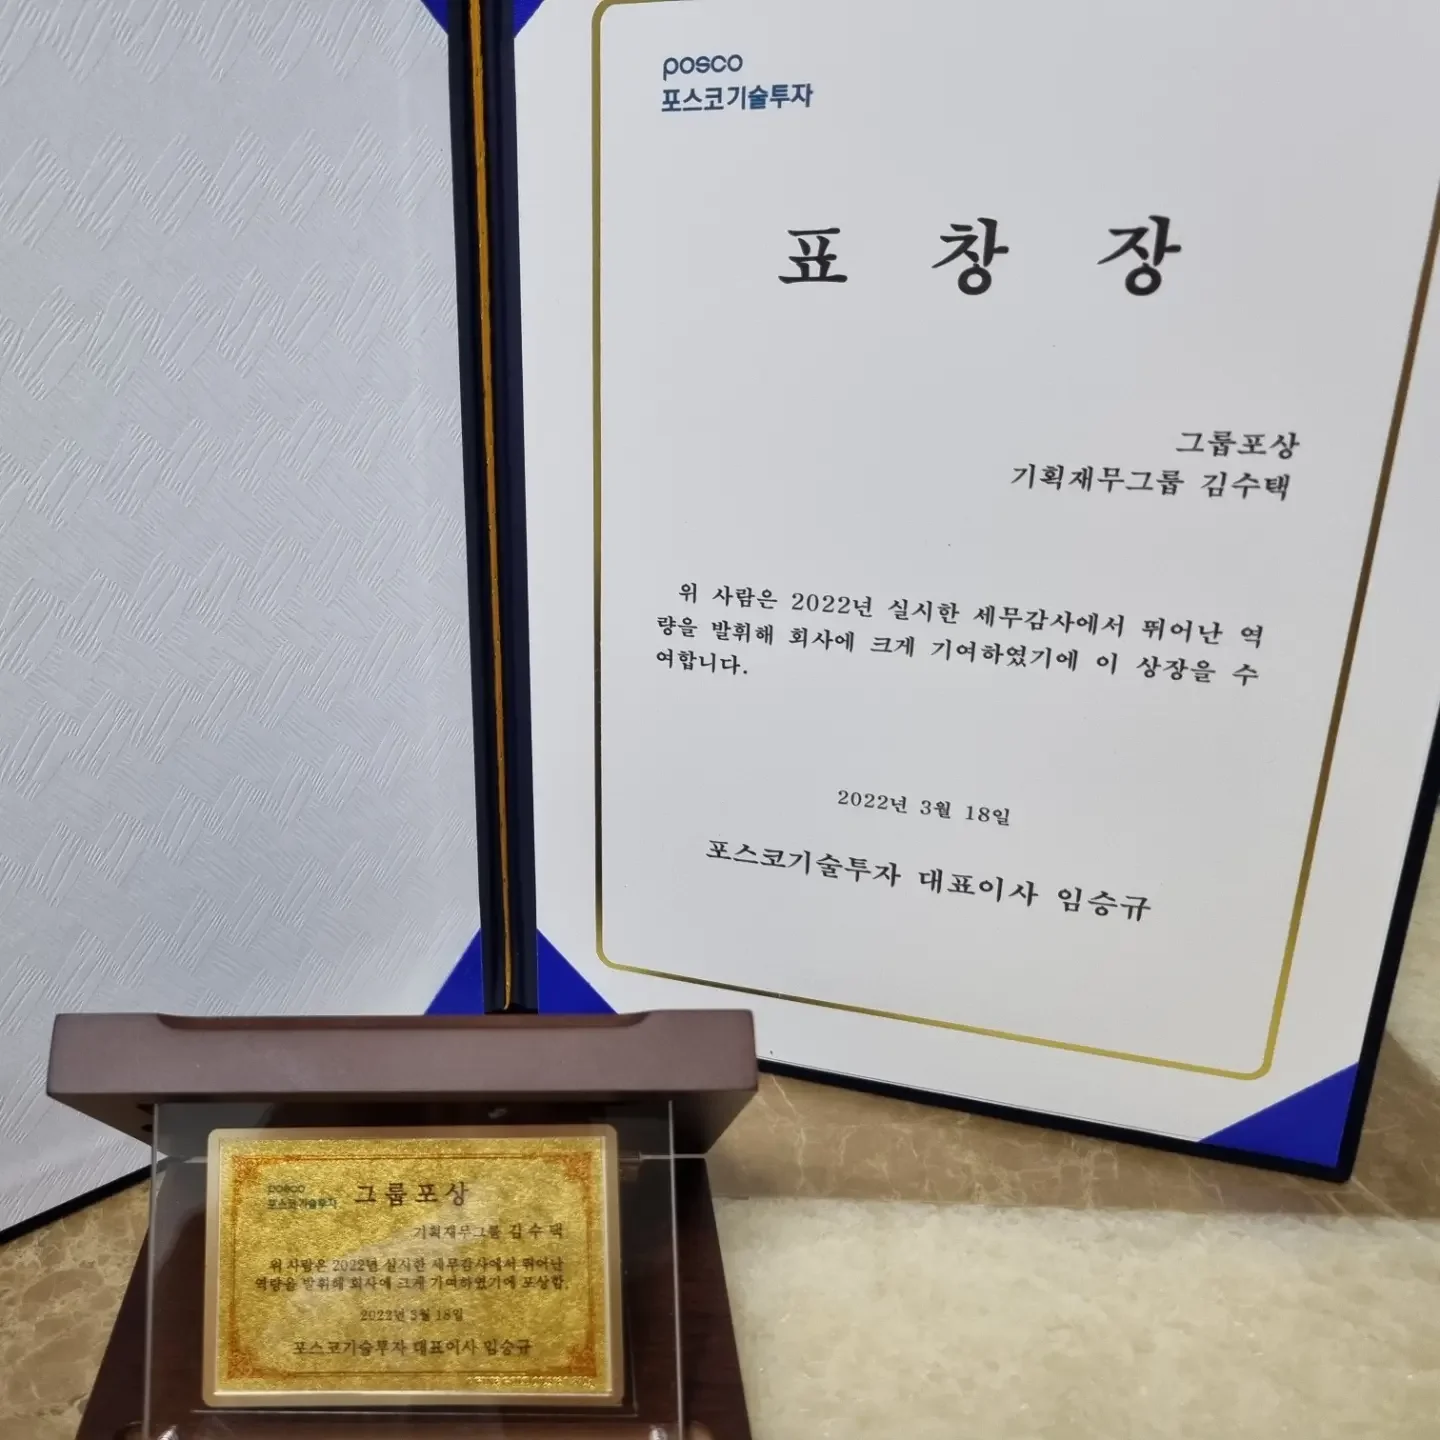 posco
포스코기술투자
표 창 장
그룹포상
기획재무그룹 김수택
위 사람은 2022년 실시한 세무감사에서 뛰어난 역
량을 발휘해 회사에 크게 기여하였기에 이 상장을 수
여합니다.
2022년 3월 18일
포스코기술투자 대표이사 임승규
posco
포스코기술투자
그룹포상
기획재무그룹 김수택
위 사람은 2022년 실시한 세무감사에서 뛰어난
역량을 발휘해 회사에 크게 기여하였기에 포상함.
2022년 3월 18일
포스코기술투자 대표이사 임승규